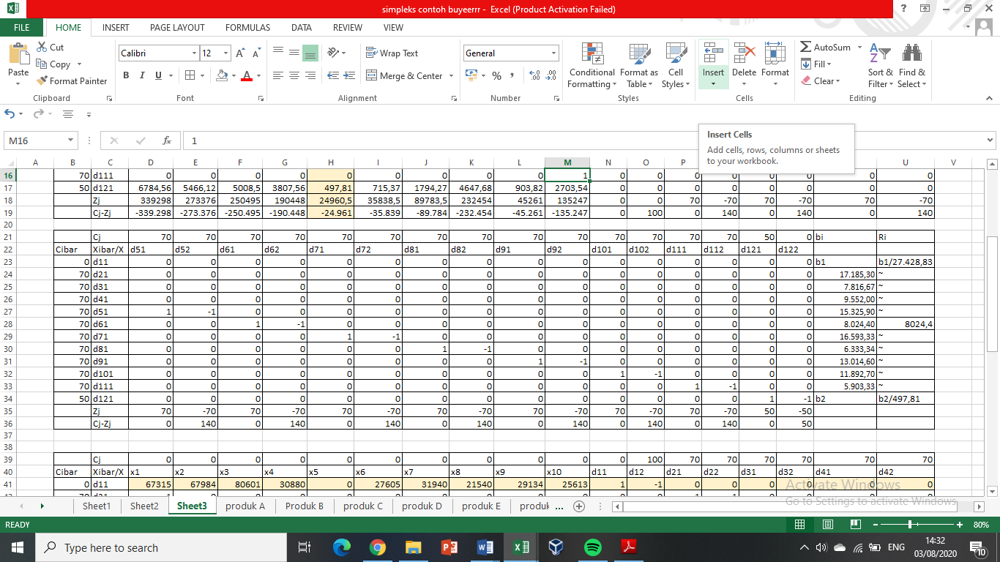 simpleks contoh buyeerrr - Excel (Product Activation Failed)
FILE HOME INSERT PAGE LAYOUT FORMULAS DATA REVIEW VIEW
Paste Cut Copy Format Painter
Calibri 12
B I U
Wrap Text
Merge & Center
General
Conditional Formatting Format as Table Cell Styles
Insert Delete Format
AutoSum Fill Clear
Sort & Filter Find & Select
Clipboard Font Alignment Number Styles Cells Editing
M16 fx 1
Insert Cells
Add cells, rows, columns or sheets
to your workbook.
A B C D E F G H I J K L M N O P U V
16 70 d111 0 0 0 0 0 0 0 0 0 1 0 0 0 0 0 0 0 0
17 50 d121 6784,56 5466,12 5008,5 3807,56 497,81 715,37 1794,27 4647,68 903,82 2703,54 0 0 0 0 0 0 0 0
18 Zj 339298 273376 250495 190448 24960,5 35838,5 89783,5 232454 45261 135247 0 0 70 -70 70 -70 70 -70
19 Cj-Zj -339.298 -273.376 -250.495 -190.448 -24.961 -35.839 -89.784 -232.454 -45.261 -135.247 0 100 0 140 0 140 0 140
20
21 Cj 70 70 70 70 70 70 70 70 70 70 70 70 70 70 50 0 bi Ri
22 Cibar Xibar/X d51 d52 d61 d62 d71 d72 d81 d82 d91 d92 d101 d102 d111 d112 d121 d122
23 0 d11 0 0 0 0 0 0 0 0 0 0 0 0 0 0 0 0 b1 b1/27.428,83
24 70 d21 0 0 0 0 0 0 0 0 0 0 0 0 0 0 0 0 17.185,30 ~
25 70 d31 0 0 0 0 0 0 0 0 0 0 0 0 0 0 0 0 7.816,67 ~
26 70 d41 0 0 0 0 0 0 0 0 0 0 0 0 0 0 0 0 9.552,00 ~
27 70 d51 1 -1 0 0 0 0 0 0 0 0 0 0 0 0 0 0 15.325,90 ~
28 70 d61 0 0 1 -1 0 0 0 0 0 0 0 0 0 0 0 0 8.024,40 8024,4
29 70 d71 0 0 0 0 1 -1 0 0 0 0 0 0 0 0 0 0 16.593,33 ~
30 70 d81 0 0 0 0 0 0 1 -1 0 0 0 0 0 0 0 0 6.333,34 ~
31 70 d91 0 0 0 0 0 0 0 0 1 -1 0 0 0 0 0 0 13.014,60 ~
32 70 d101 0 0 0 0 0 0 0 0 0 0 1 -1 0 0 0 0 11.892,70 ~
33 70 d111 0 0 0 0 0 0 0 0 0 0 0 0 1 -1 0 0 5.903,33 ~
34 50 d121 0 0 0 0 0 0 0 0 0 0 0 0 0 0 1 -1 b2 b2/497,81
35 Zj 70 -70 70 -70 70 -70 70 -70 70 -70 70 -70 70 -70 50 -50
36 Cj-Zj 0 140 0 140 0 140 0 140 0 140 0 140 0 140 0 50
37
38
39 Cj 0 0 0 0 0 0 0 0 0 0 0 100 70 70 70 70 70 70
40 Cibar Xibar/X x1 x2 x3 x4 x5 x6 x7 x8 x9 x10 d11 d12 d21 d22 d31 d32 d41 d42
41 0 d11 67315 67984 80601 30880 0 27605 31940 21540 29134 25613 1 -1 0 0 0 0 0 0
Activate Windows
Go to Settings to activate Windows.
Sheet1 Sheet2 Sheet3 produk A Produk B produk C produk D produk E produk ...
READY 80%
Type here to search
ENG 14:32
03/08/2020
10